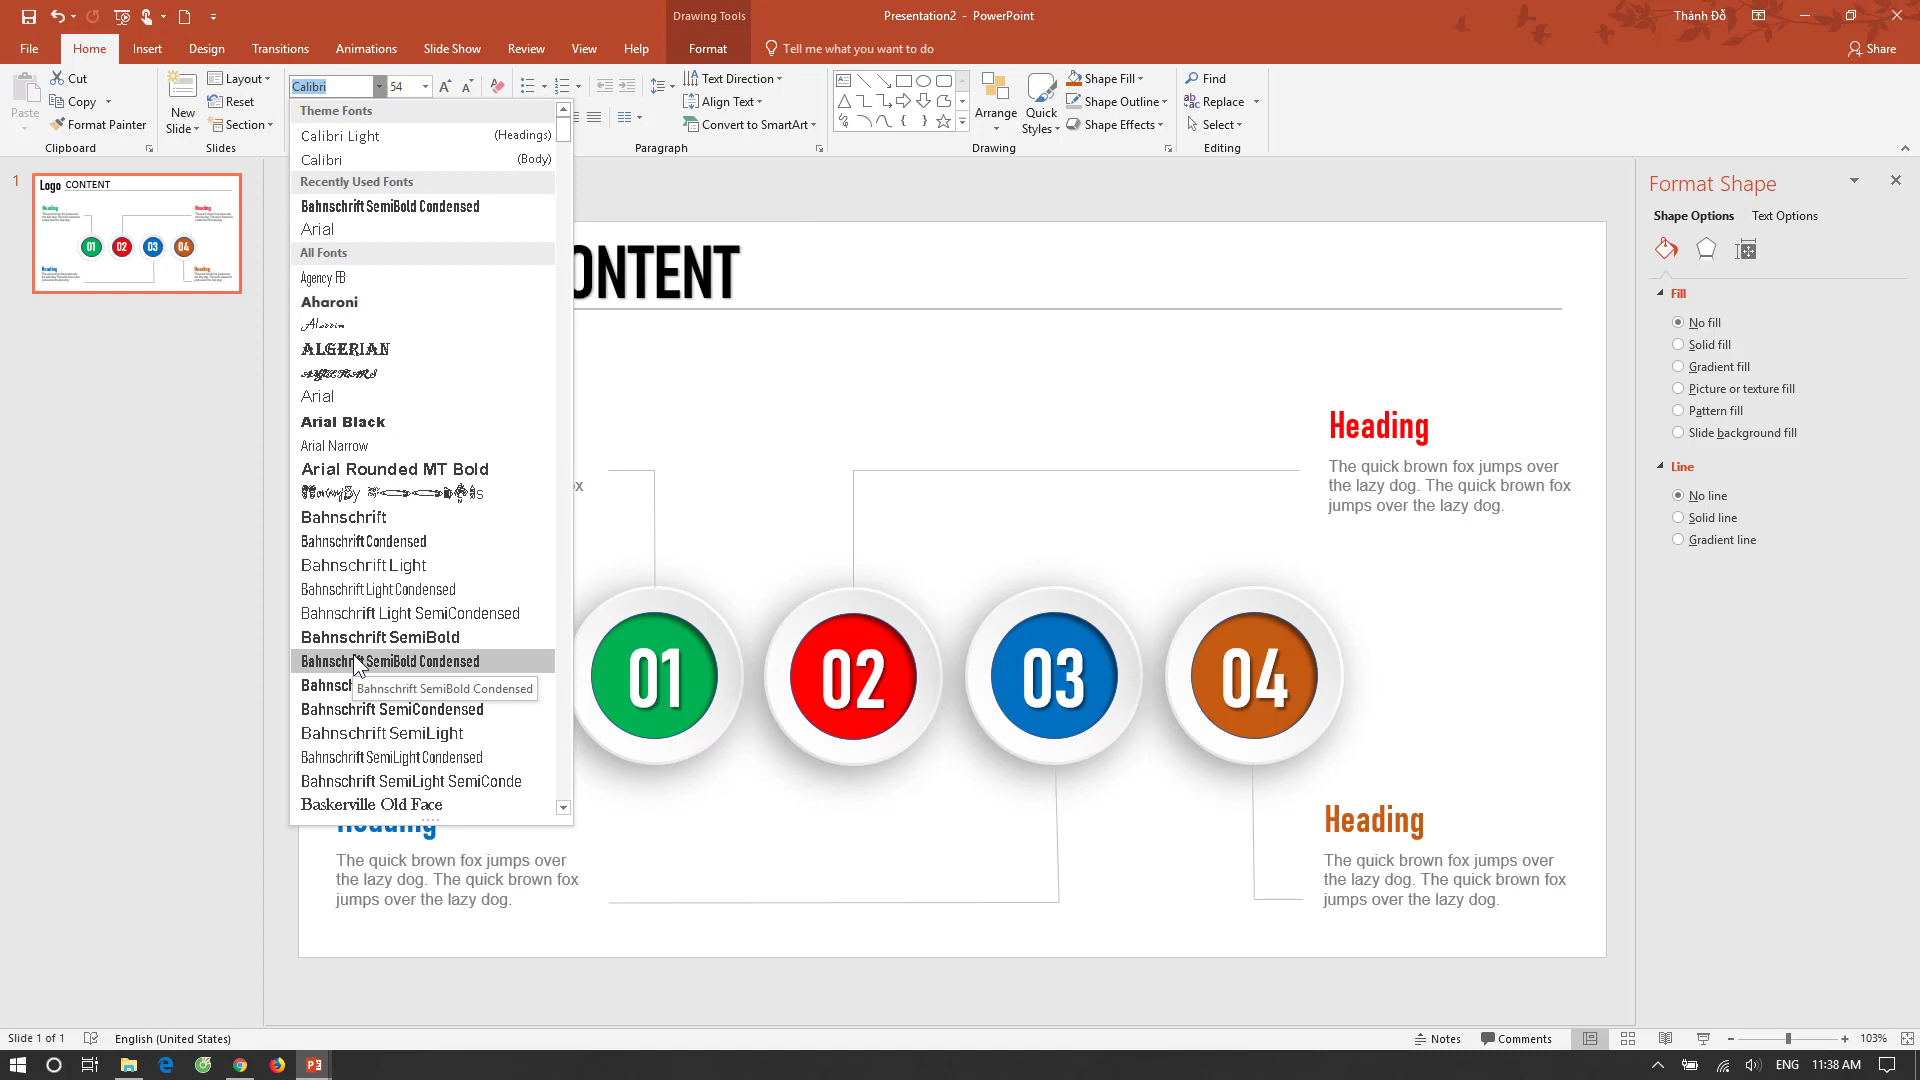 Presentation2 - PowerPoint
Drawing Tools
Thành Đỗ
File
Home
Insert
Design
Transitions
Animations
Slide Show
Review
View
Help
Format
Tell me what you want to do
Share
Paste
Cut
Copy
Format Painter
Clipboard
New
Slide
Layout
Reset
Section
Slides
Calibri
54
Text Direction
Align Text
Convert to SmartArt
Paragraph
Arrange
Quick
Styles
Shape Fill
Shape Outline
Shape Effects
Drawing
Find
Replace
Select
Editing
Theme Fonts
Calibri Light (Headings)
Calibri (Body)
Recently Used Fonts
Bahnschrift SemiBold Condensed
Arial
All Fonts
Agency FB
Aharoni
ALGERIAN
Arial
Arial Black
Arial Narrow
Arial Rounded MT Bold
Bahnschrift
Bahnschrift Condensed
Bahnschrift Light
Bahnschrift Light Condensed
Bahnschrift Light SemiCondensed
Bahnschrift SemiBold
Bahnschrift SemiBold Condensed
Bahnschrift SemiBold Condensed
Bahnschrift SemiCondensed
Bahnschrift SemiLight
Bahnschrift SemiLight Condensed
Bahnschrift SemiLight SemiConde
Baskerville Old Face
1
Logo CONTENT
Heading
Heading
01
02
03
04
Heading
Heading
ONTENT
Heading
The quick brown fox jumps over
the lazy dog. The quick brown fox
jumps over the lazy dog.
01
02
03
04
Heading
The quick brown fox jumps over
the lazy dog. The quick brown fox
jumps over the lazy dog.
Heading
The quick brown fox jumps over
the lazy dog. The quick brown fox
jumps over the lazy dog.
Format Shape
Shape Options
Text Options
Fill
No fill
Solid fill
Gradient fill
Picture or texture fill
Pattern fill
Slide background fill
Line
No line
Solid line
Gradient line
Slide 1 of 1
English (United States)
Notes
Comments
103%
ENG
11:38 AM